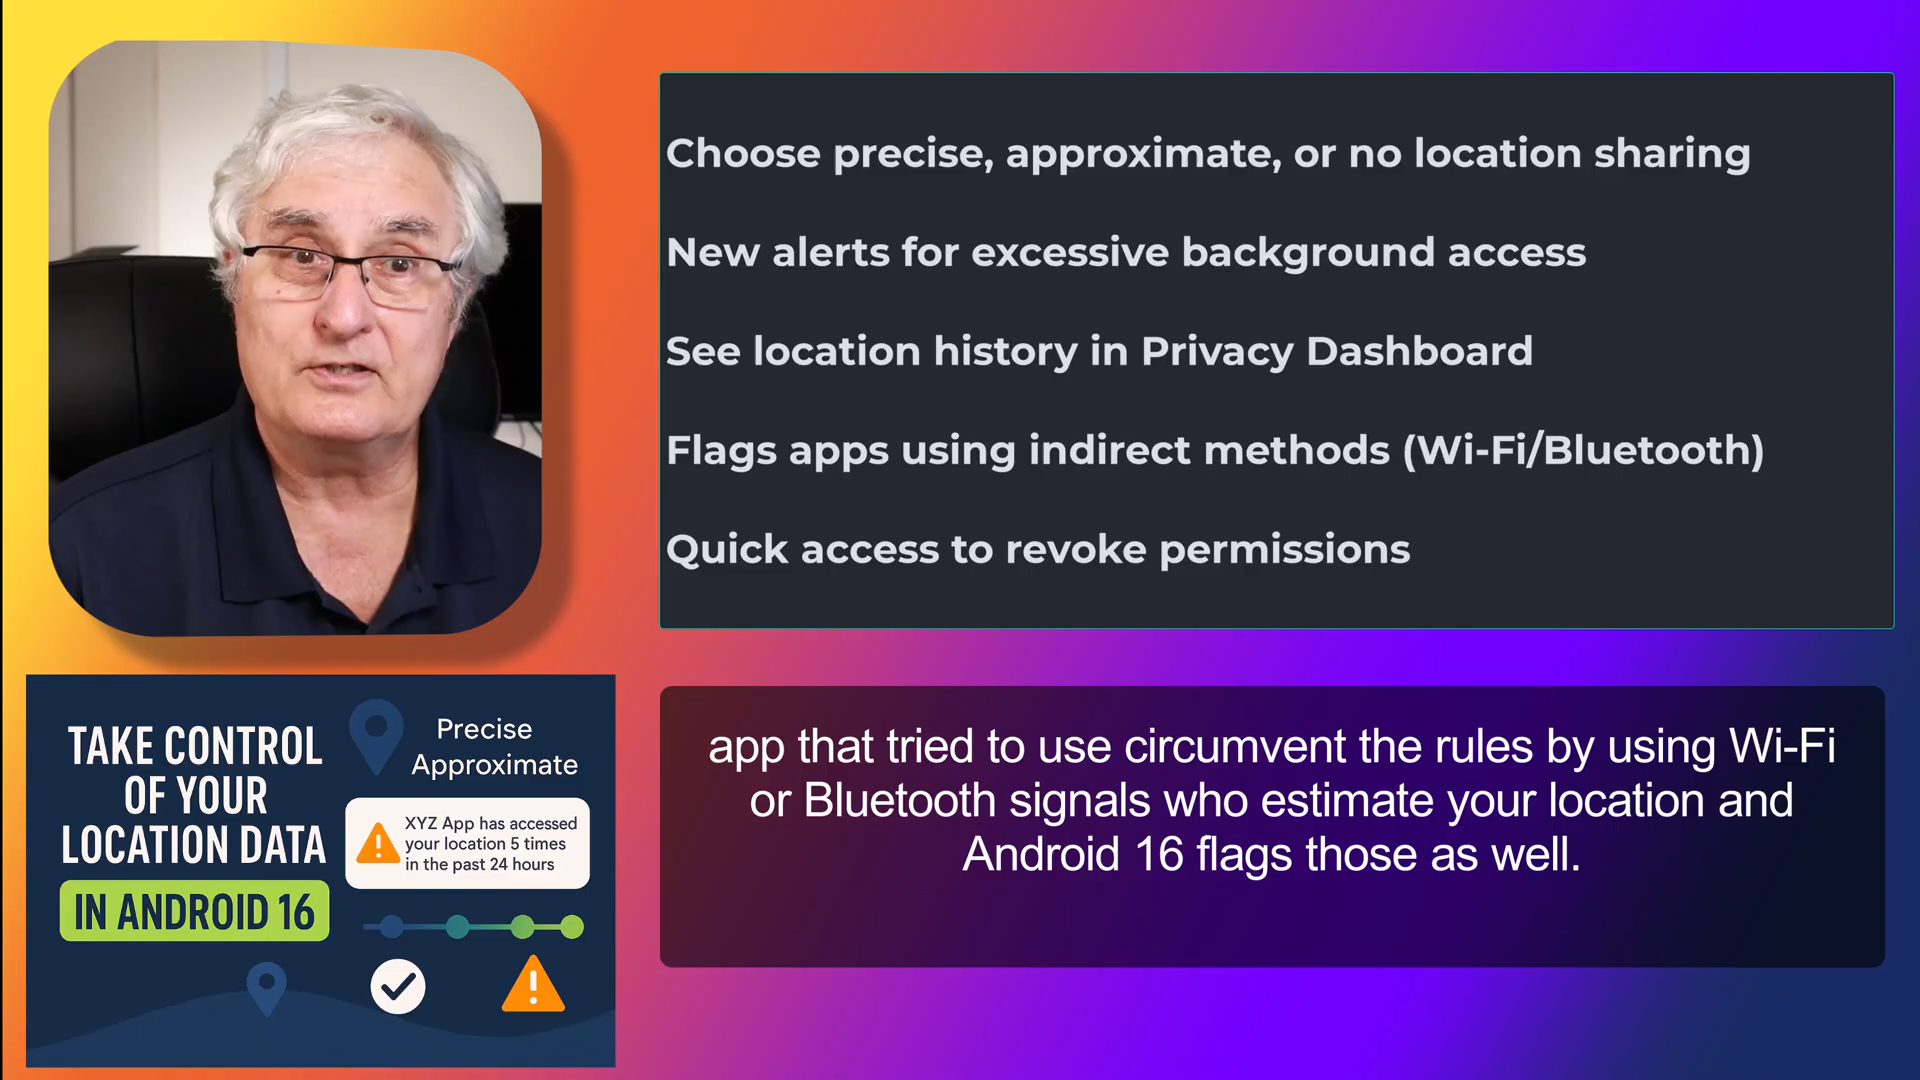 Choose precise, approximate, or no location sharing
New alerts for excessive background access
See location history in Privacy Dashboard
Flags apps using indirect methods (Wi-Fi/Bluetooth)
Quick access to revoke permissions
TAKE CONTROL
OF YOUR
LOCATION DATA
IN ANDROID 16
Precise
Approximate
XYZ App has accessed
your location 5 times
in the past 24 hours
app that tried to use circumvent the rules by using Wi-Fi
or Bluetooth signals who estimate your location and
Android 16 flags those as well.